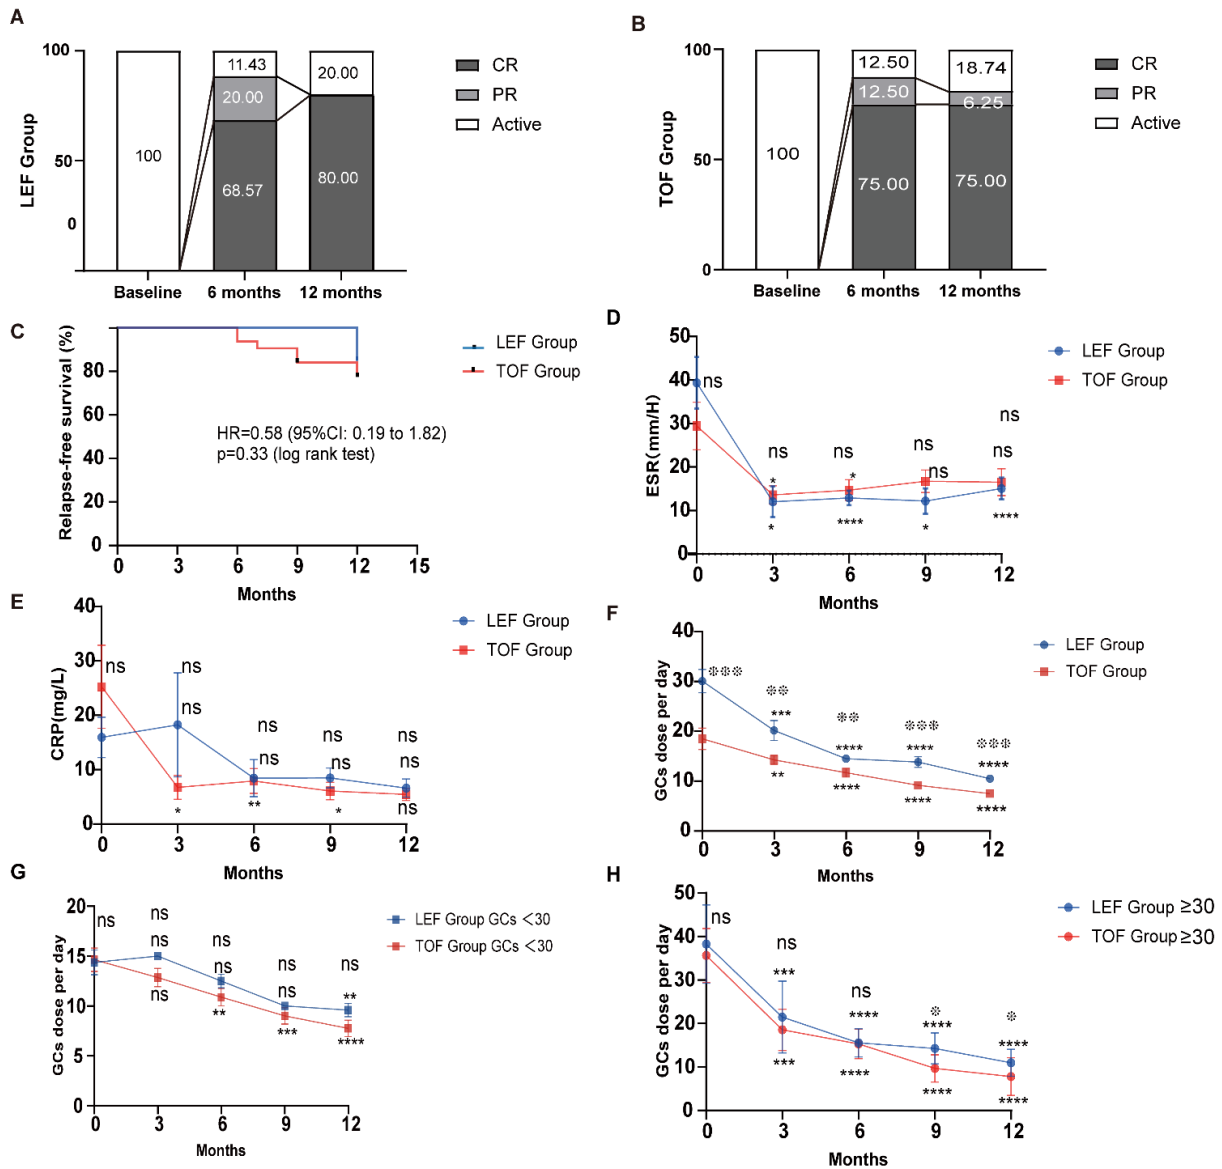 A
LEF Group
100
50
0
100
11.43
20.00
68.57
20.00
80.00
Baseline
6 months
12 months
CR
PR
Active
B
TOF Group
100
50
0
100
12.50
12.50
75.00
18.74
6.25
75.00
Baseline
6 months
12 months
CR
PR
Active
C
Relapse-free survival (%)
80
60
40
20
0
HR=0.58 (95%CI: 0.19 to 1.82)
p=0.33 (log rank test)
0 3 6 9 12 15
Months
LEF Group
TOF Group
D
ESR(mm/H)
50
40
30
20
10
0
ns
ns ns ns ns
* * ns
* **** * ****
0 3 6 9 12
Months
LEF Group
TOF Group
E
CRP(mg/L)
40
30
20
10
0
ns ns ns ns ns
ns ns ns
* ** * ns
0 3 6 9 12
Months
LEF Group
TOF Group
F
GCs dose per day
40
30
20
10
0
※※※ ※※ ※※ ※※※ ※※※
*** **** **** ****
** **** **** ****
0 3 6 9 12
Months
LEF Group
TOF Group
G
GCs dose per day
20
15
10
5
0
ns ns ns ns ns
ns ns ns **
ns ** *** ****
0 3 6 9 12
Months
LEF Group GCs <30
TOF Group GCs <30
H
GCs dose per day
50
40
30
20
10
0
ns ns ns ※ ※
*** **** **** ****
*** **** **** ****
0 3 6 9 12
Months
LEF Group ≥30
TOF Group ≥30